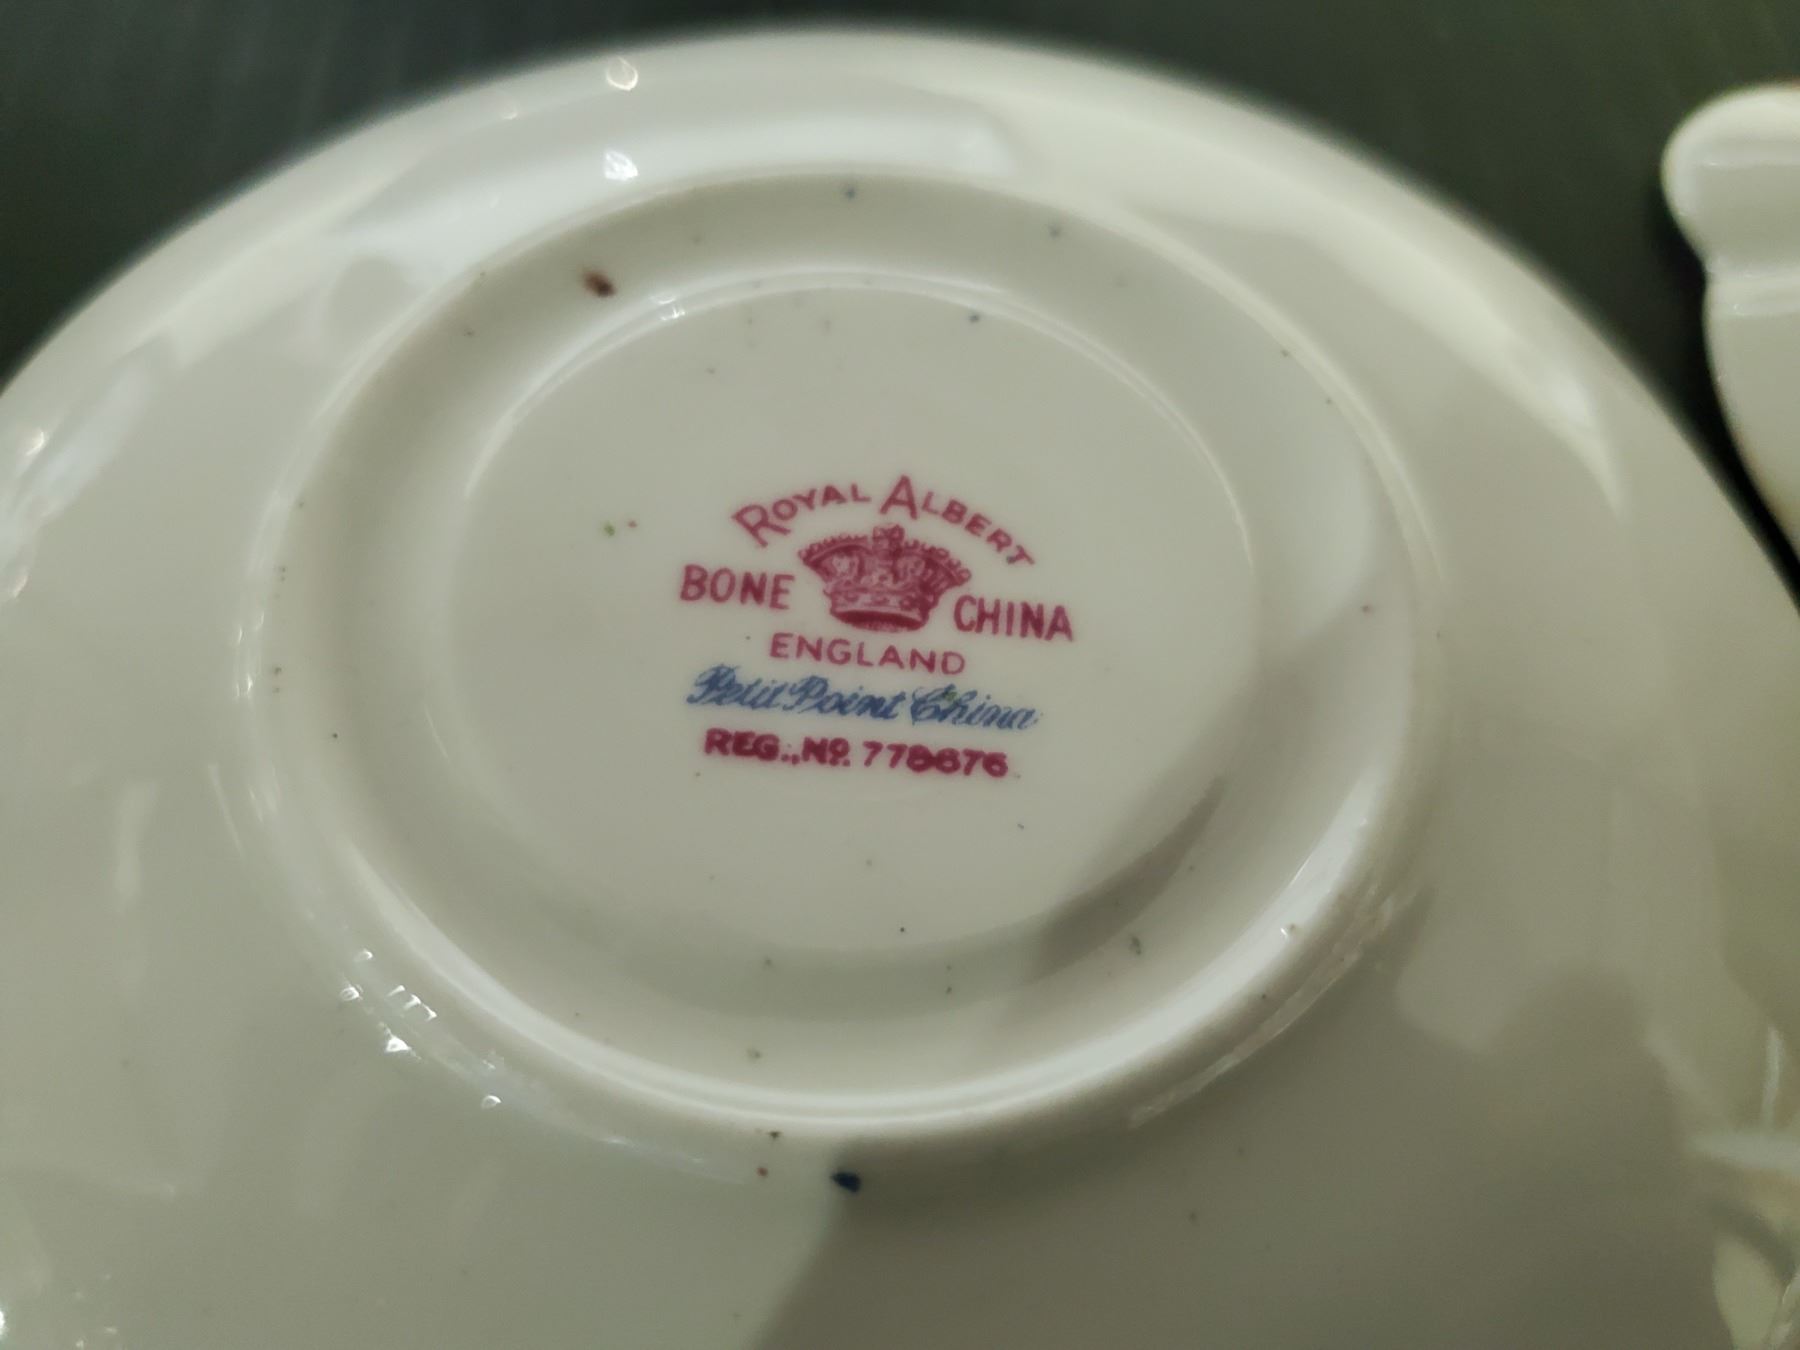 ROYAL ALBERT
BONE CHINA
ENGLAND
Petit Point China
REG., No. 778676